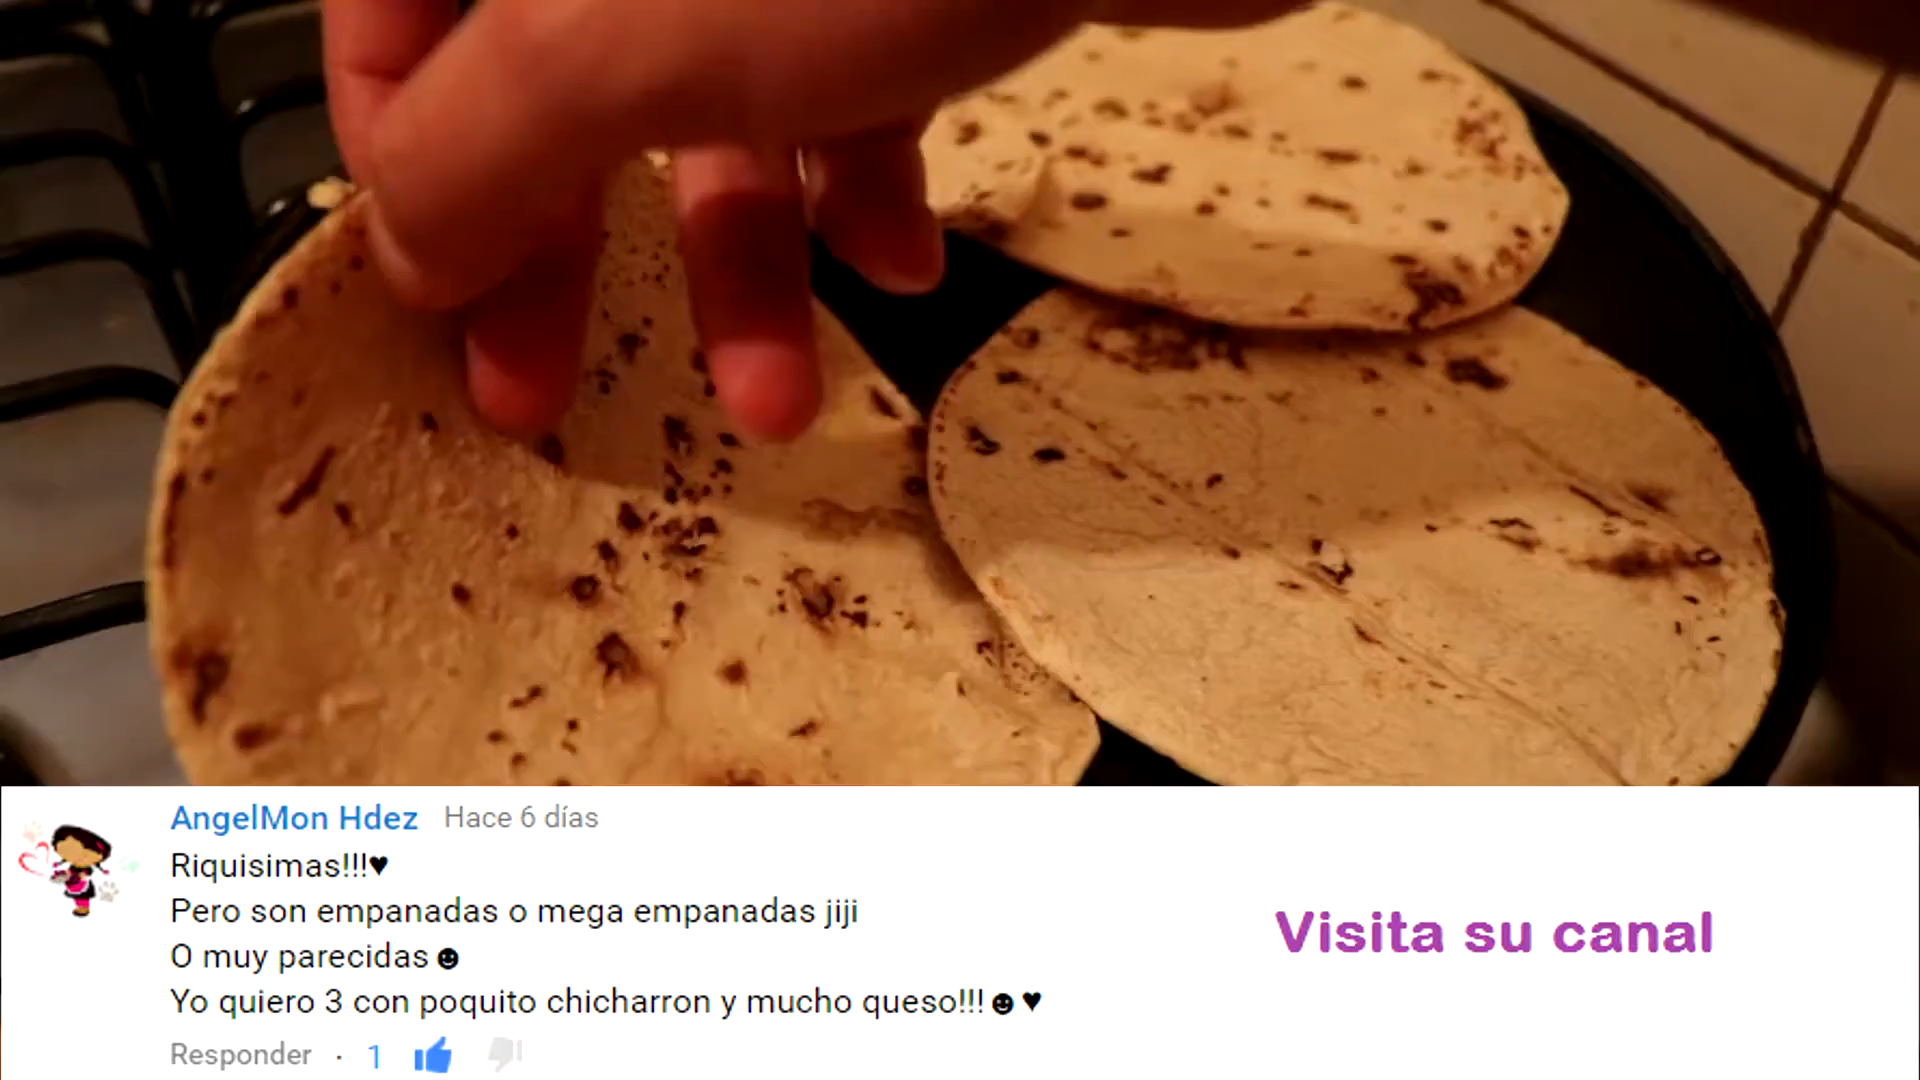 AngelMon Hdez Hace 6 días
Riquisimas!!!♥
Pero son empanadas o mega empanadas jiji
O muy parecidas☻
Yo quiero 3 con poquito chicharron y mucho queso!!!☻♥
Visita su canal
Responder · 1